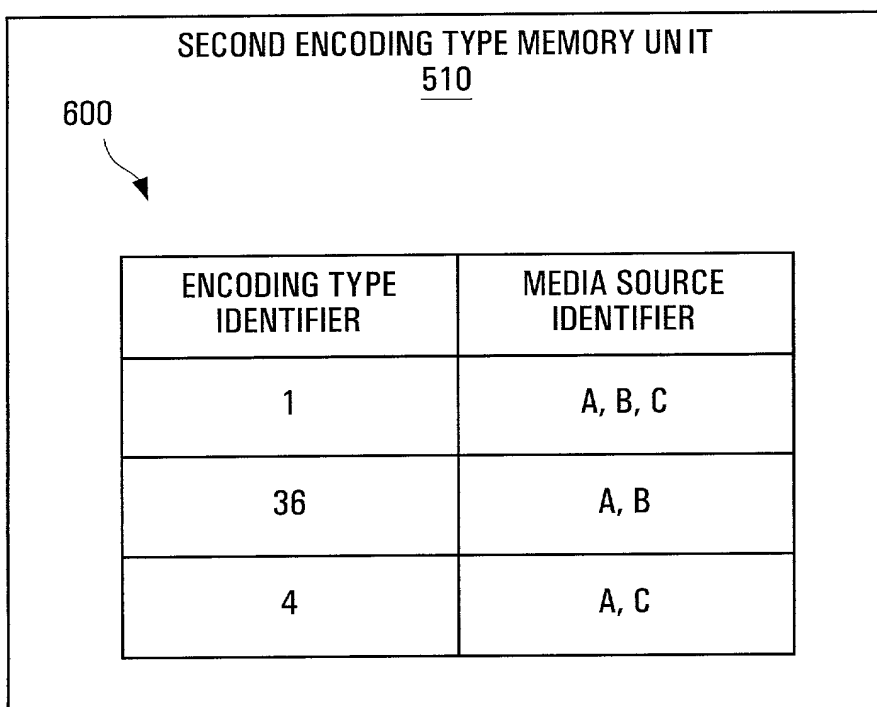 SECOND ENCODING TYPE MEMORY UNIT
510
600
ENCODING TYPE IDENTIFIER
MEDIA SOURCE IDENTIFIER
1
A, B, C
36
A, B
4
A, C